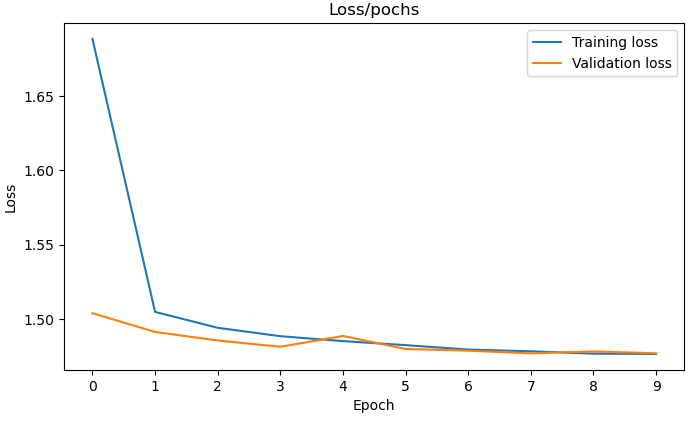 Loss/pochs
Training loss
Validation loss
1.65
1.60
1.55
1.50
Loss
0 1 2 3 4 5 6 7 8 9
Epoch